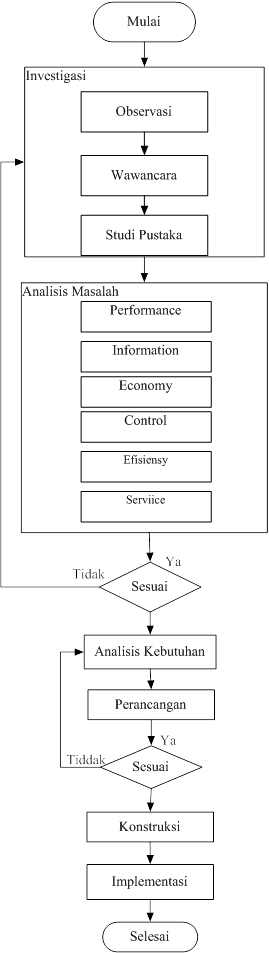 Mulai
Investigasi
Observasi
Wawancara
Studi Pustaka
Analisis Masalah
Performance
Information
Economy
Control
Efisiensy
Serviice
Ya
Tidak
Sesuai
Analisis Kebutuhan
Perancangan
Ya
Tiddak
Sesuai
Konstruksi
Implementasi
Selesai